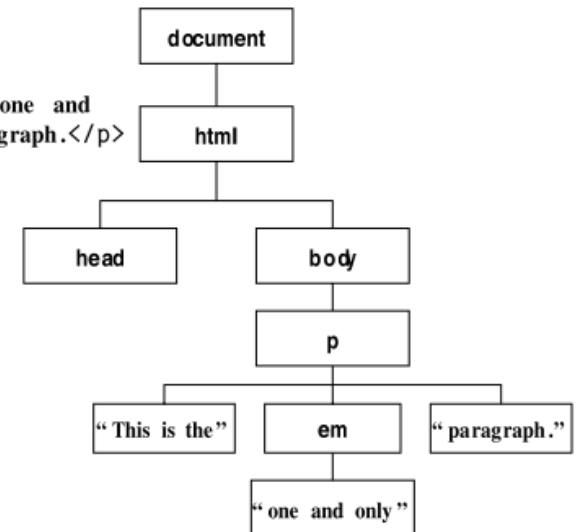 document
one and
graph.</p>
html
head
body
p
“This is the”
em
“paragraph.”
“one and only”